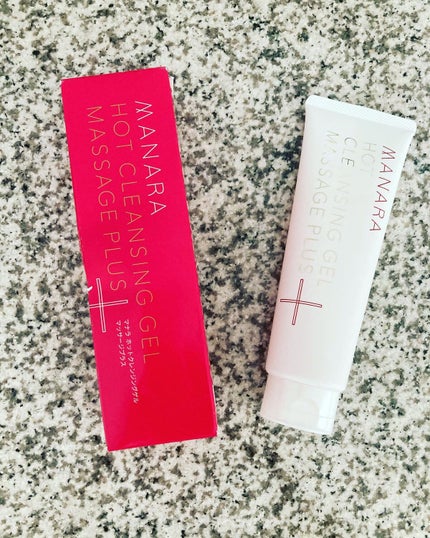 MANARA
HOT CLEANSING GEL
MASSAGE PLUS
マナラ ホットクレンジングゲル
マッサージプラス
MANARA
HOT
CLEANSING GEL
MASSAGE PLUS